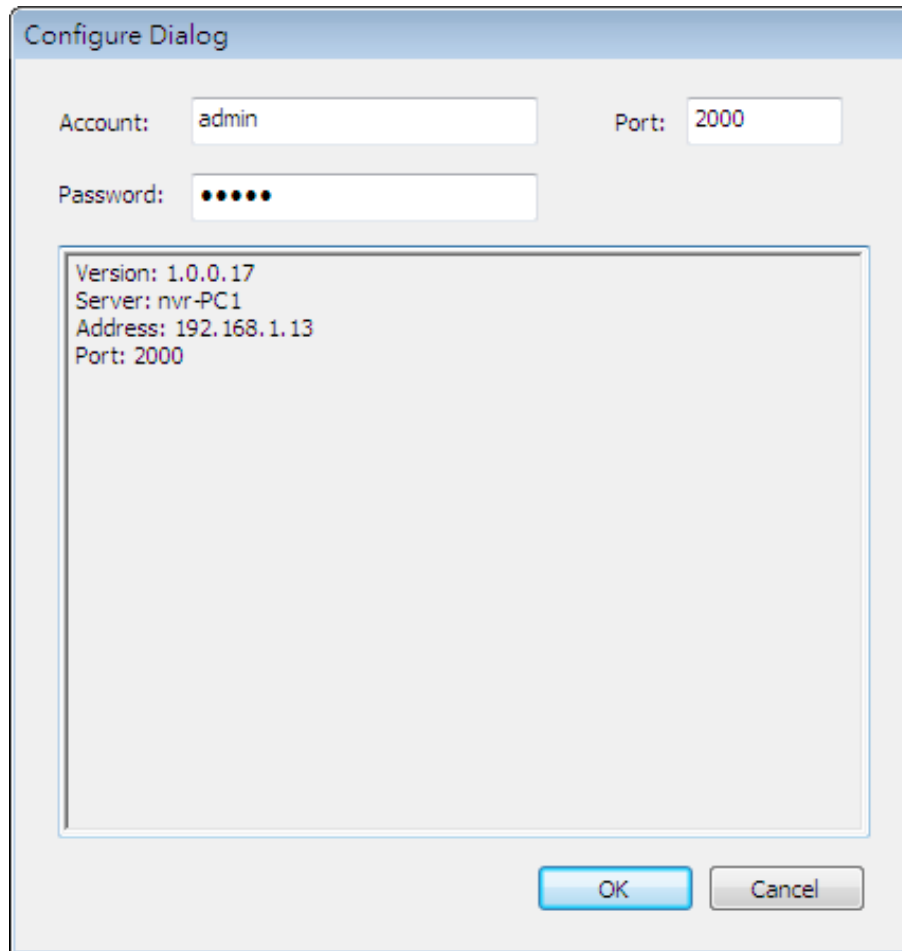 Configure Dialog
Account: admin Port: 2000
Password: •••••
Version: 1.0.0.17
Server: nvr-PC1
Address: 192.168.1.13
Port: 2000
OK Cancel